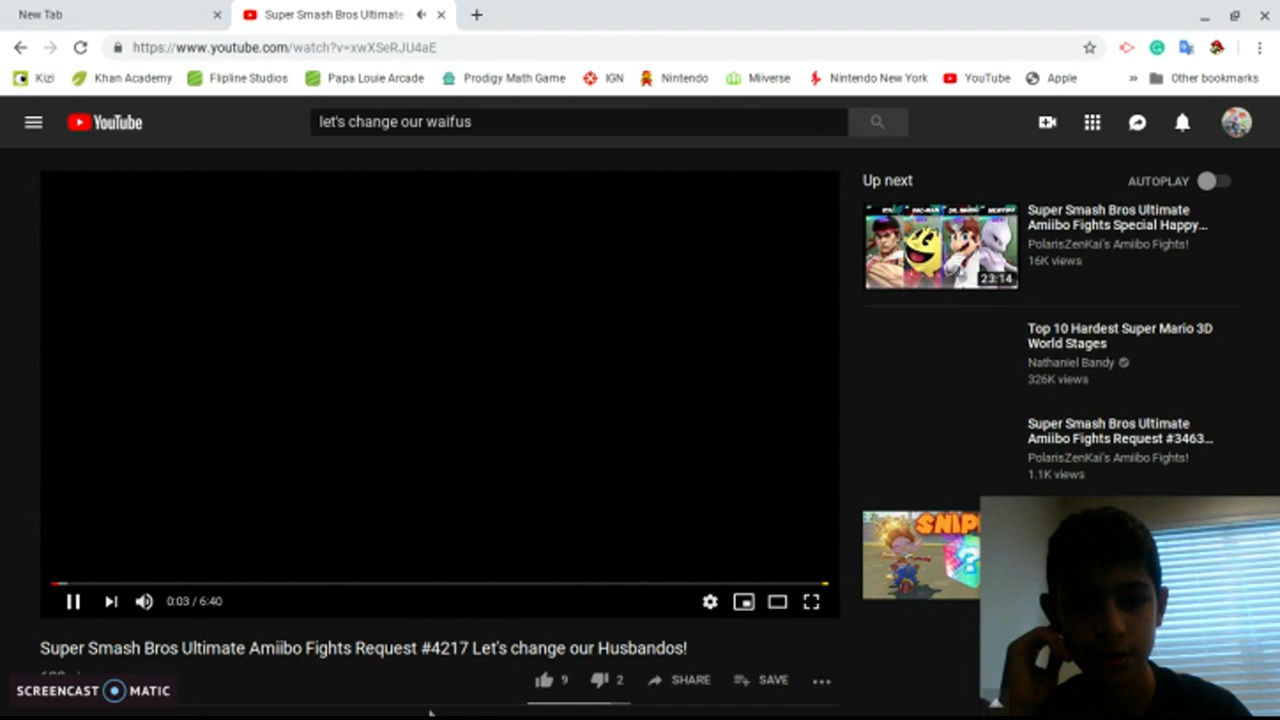 New Tab
Super Smash Bros Ultimate
https://www.youtube.com/watch?v=xwXSeRJU4aE
Kizi
Khan Academy
Flipline Studios
Papa Louie Arcade
Prodigy Math Game
IGN
Nintendo
Miiverse
Nintendo New York
YouTube
Apple
»
Other bookmarks
YouTube
let's change our waifus
Up next
AUTOPLAY
Super Smash Bros Ultimate
Amiibo Fights Special Happy...
PolarisZenKai's Amiibo Fights!
16K views
23:14
Top 10 Hardest Super Mario 3D
World Stages
Nathaniel Bandy
326K views
Super Smash Bros Ultimate
Amiibo Fights Request #3463...
PolarisZenKai's Amiibo Fights!
1.1K views
SNIP
0:03 / 6:40
Super Smash Bros Ultimate Amiibo Fights Request #4217 Let's change our Husbandos!
9
2
SHARE
SAVE
SCREENCAST MATIC